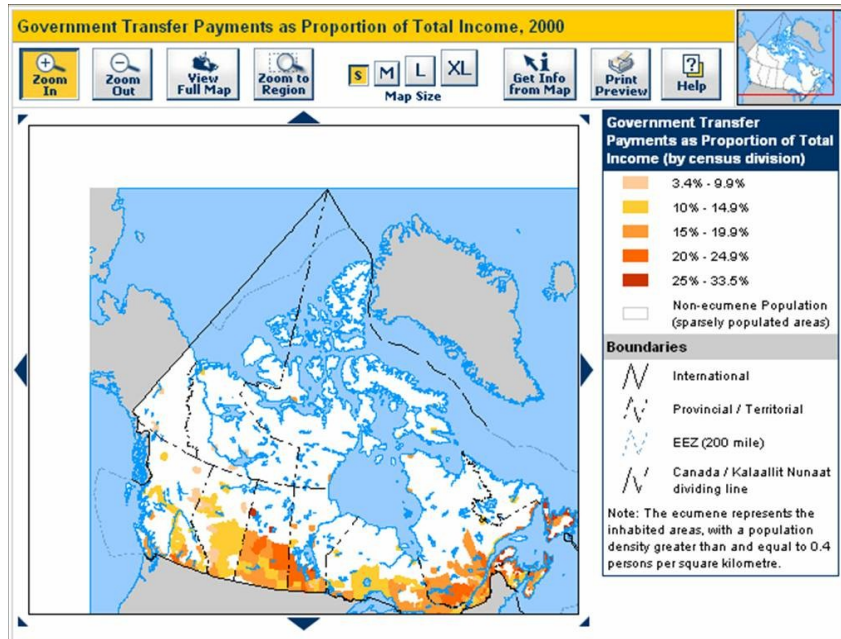 Government Transfer Payments as Proportion of Total Income, 2000
Zoom
In
Zoom
Out
View
Full Map
Zoom to
Region
S
M
L
XL
Map Size
Get Info
from Map
Print
Preview
Help
Government Transfer
Payments as Proportion of Total
Income (by census division)
3.4% - 9.9%
10% - 14.9%
15% - 19.9%
20% - 24.9%
25% - 33.5%
Non-ecumene Population
(sparsely populated areas)
Boundaries
International
Provincial / Territorial
EEZ (200 mile)
Canada / Kalaallit Nunaat
dividing line
Note: The ecumene represents the
inhabited areas, with a population
density greater than and equal to 0.4
persons per square kilometre.